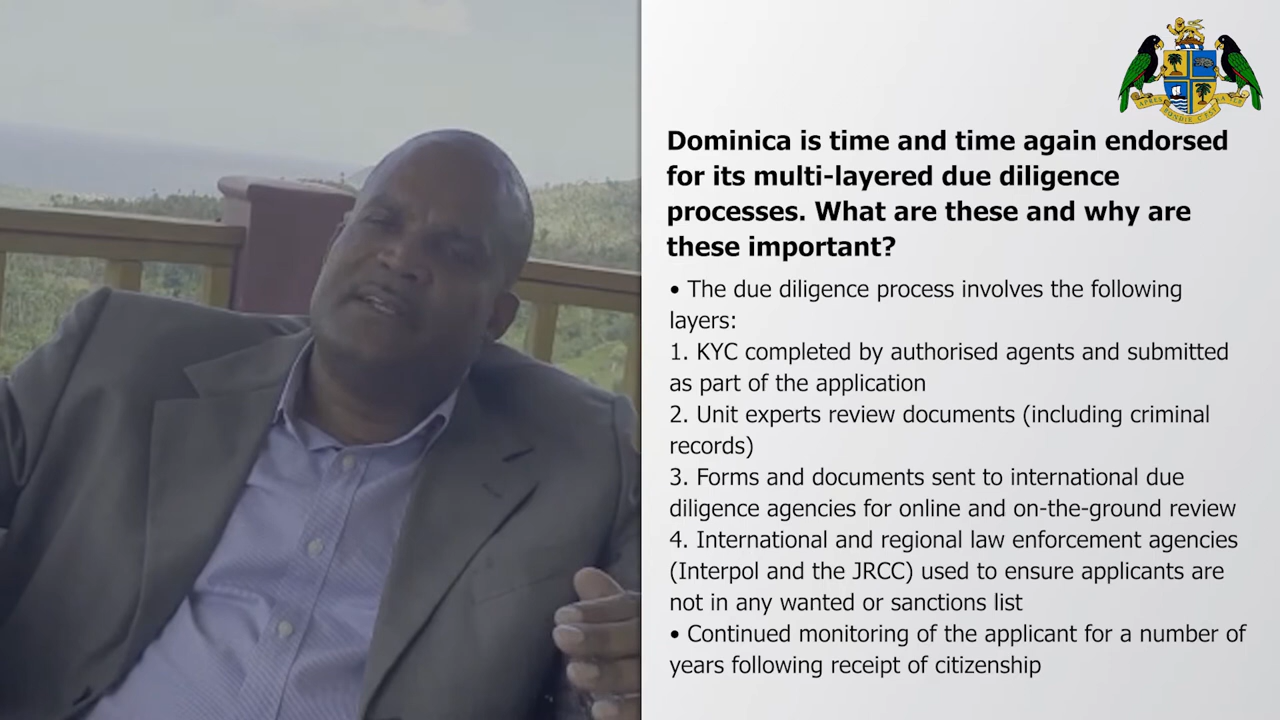 Dominica is time and time again endorsed
for its multi-layered due diligence
processes. What are these and why are
these important?
• The due diligence process involves the following
layers:
1. KYC completed by authorised agents and submitted
as part of the application
2. Unit experts review documents (including criminal
records)
3. Forms and documents sent to international due
diligence agencies for online and on-the-ground review
4. International and regional law enforcement agencies
(Interpol and the JRCC) used to ensure applicants are
not in any wanted or sanctions list
• Continued monitoring of the applicant for a number of
years following receipt of citizenship